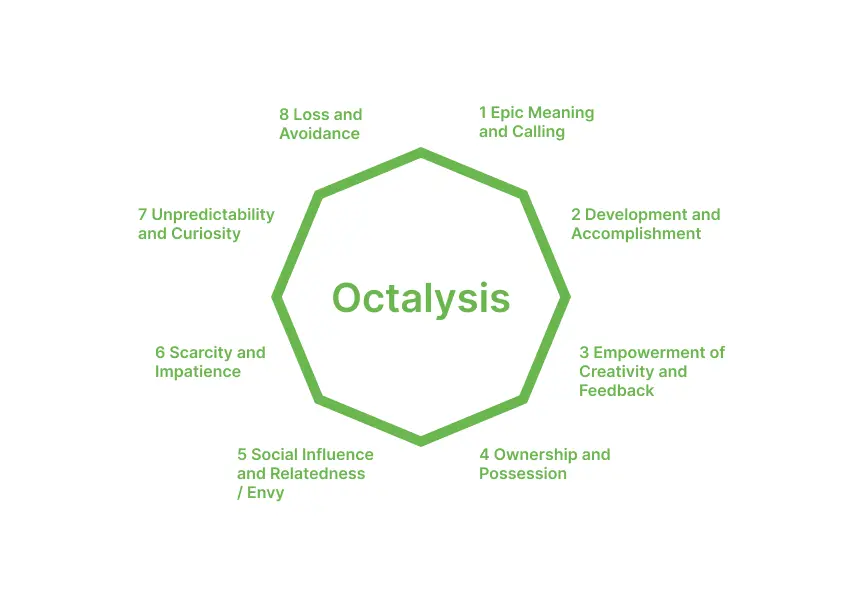 8 Loss and
Avoidance
1 Epic Meaning
and Calling
7 Unpredictability
and Curiosity
2 Development and
Accomplishment
Octalysis
6 Scarcity and
Impatience
3 Empowerment of
Creativity and
Feedback
5 Social Influence
and Relatedness
/ Envy
4 Ownership and
Possession